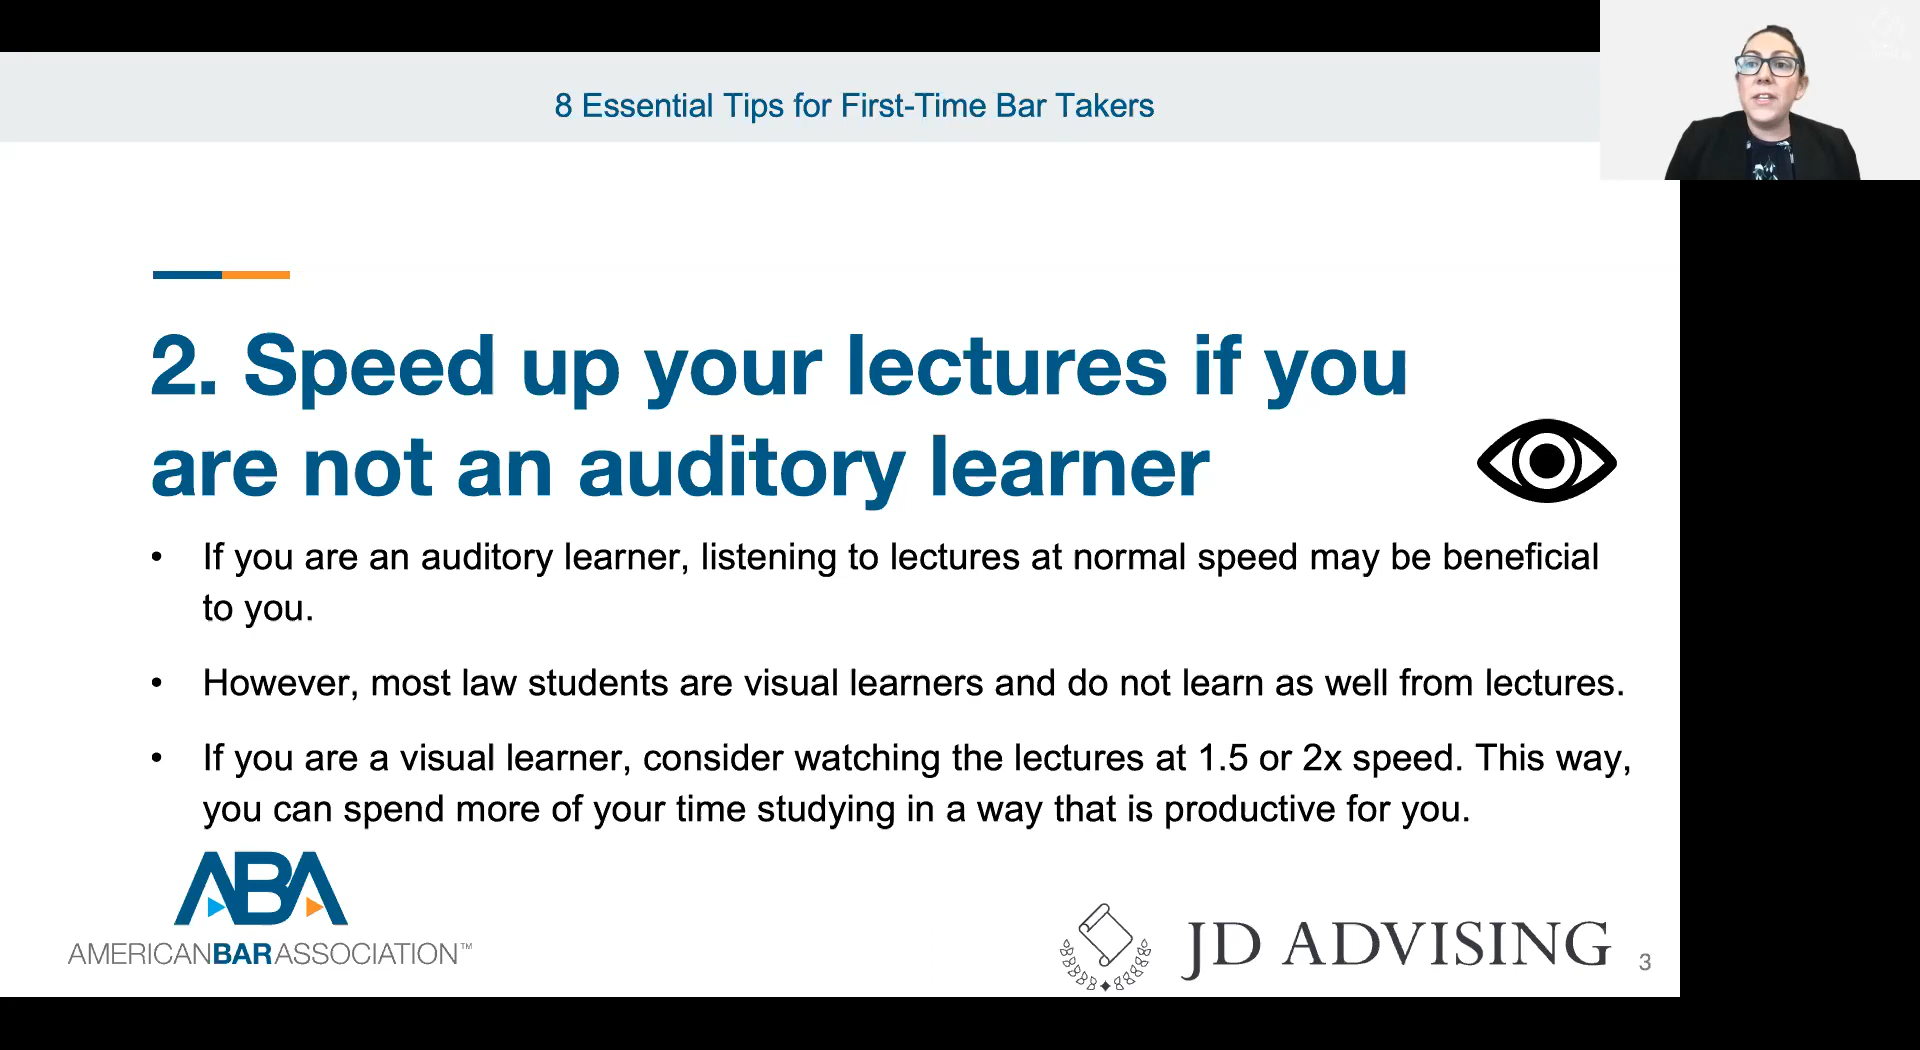 8 Essential Tips for First-Time Bar Takers
2. Speed up your lectures if you
are not an auditory learner
• If you are an auditory learner, listening to lectures at normal speed may be beneficial
to you.
• However, most law students are visual learners and do not learn as well from lectures.
• If you are a visual learner, consider watching the lectures at 1.5 or 2x speed. This way,
you can spend more of your time studying in a way that is productive for you.
ABA
AMERICANBARASSOCIATION™
JD ADVISING
3